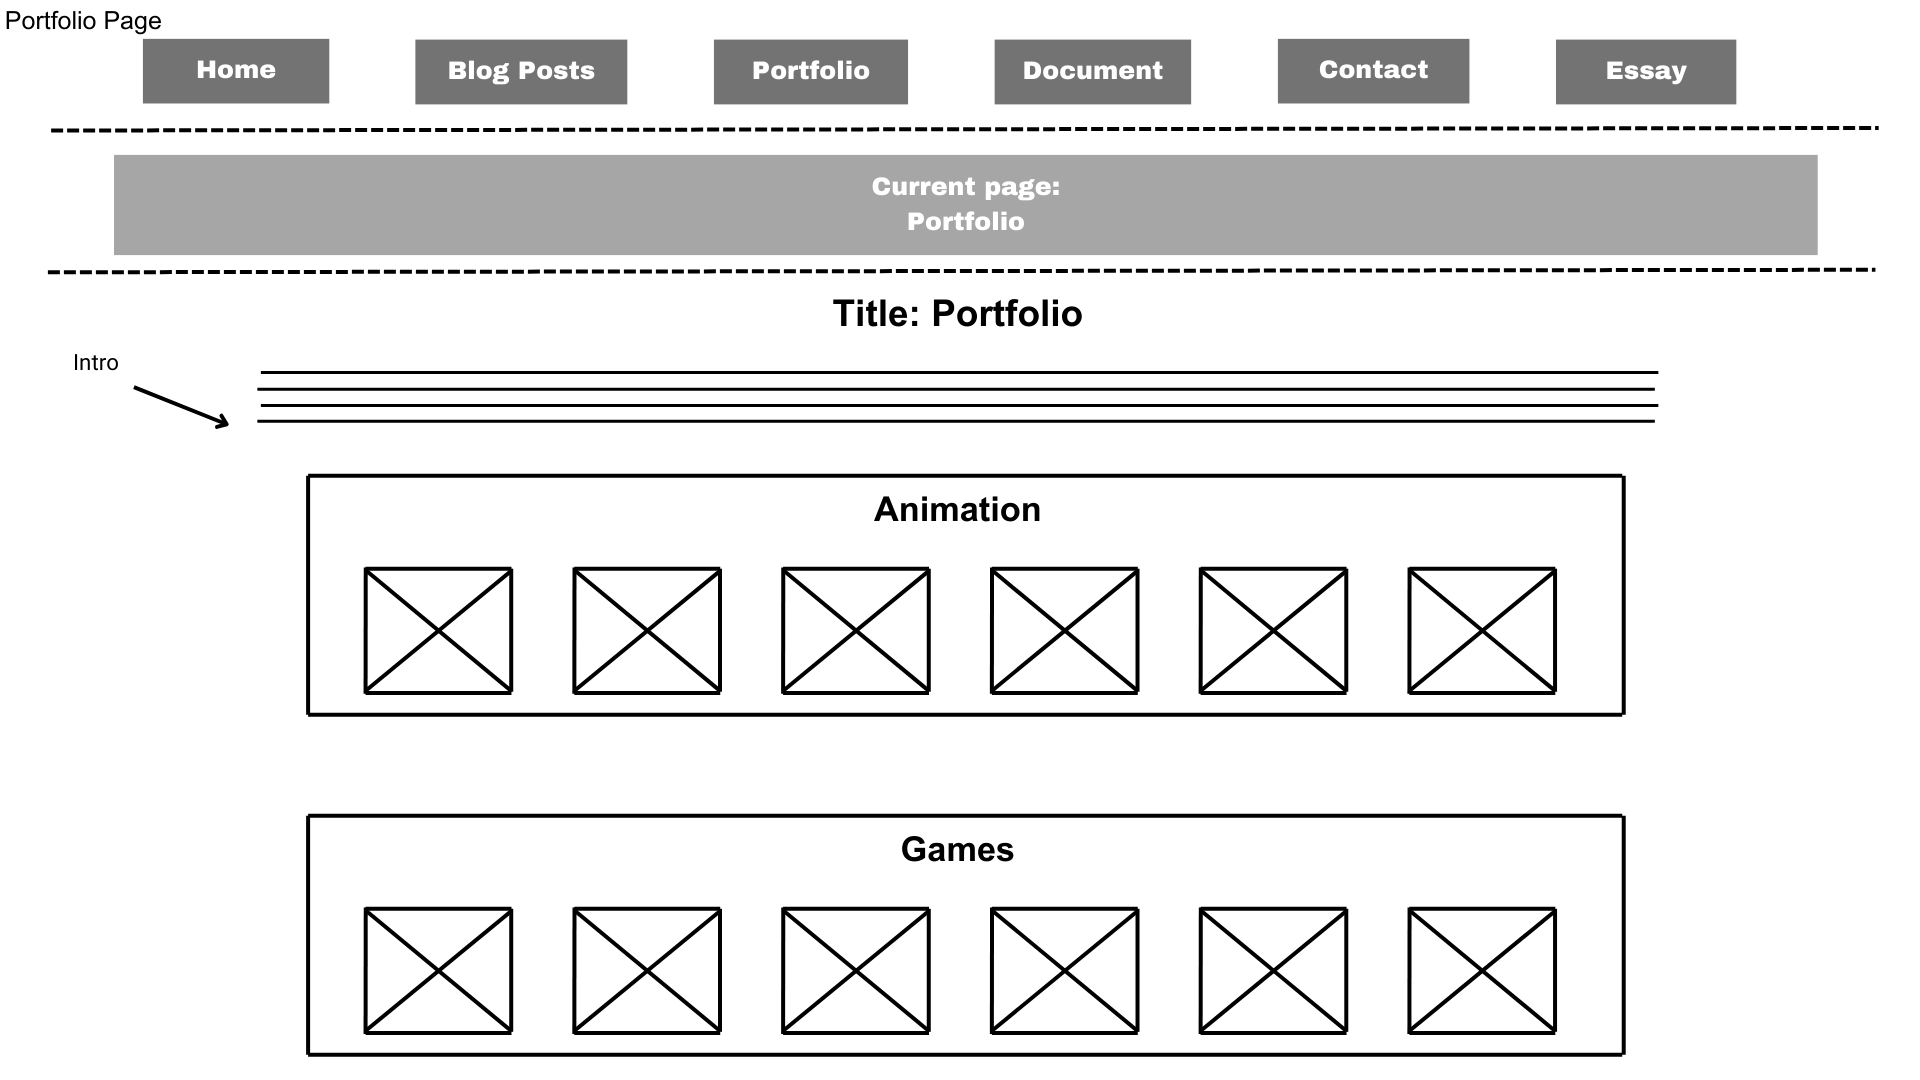 Portfolio Page
Home
Blog Posts
Portfolio
Document
Contact
Essay
Current page:
Portfolio
Title: Portfolio
Intro
Animation
Games